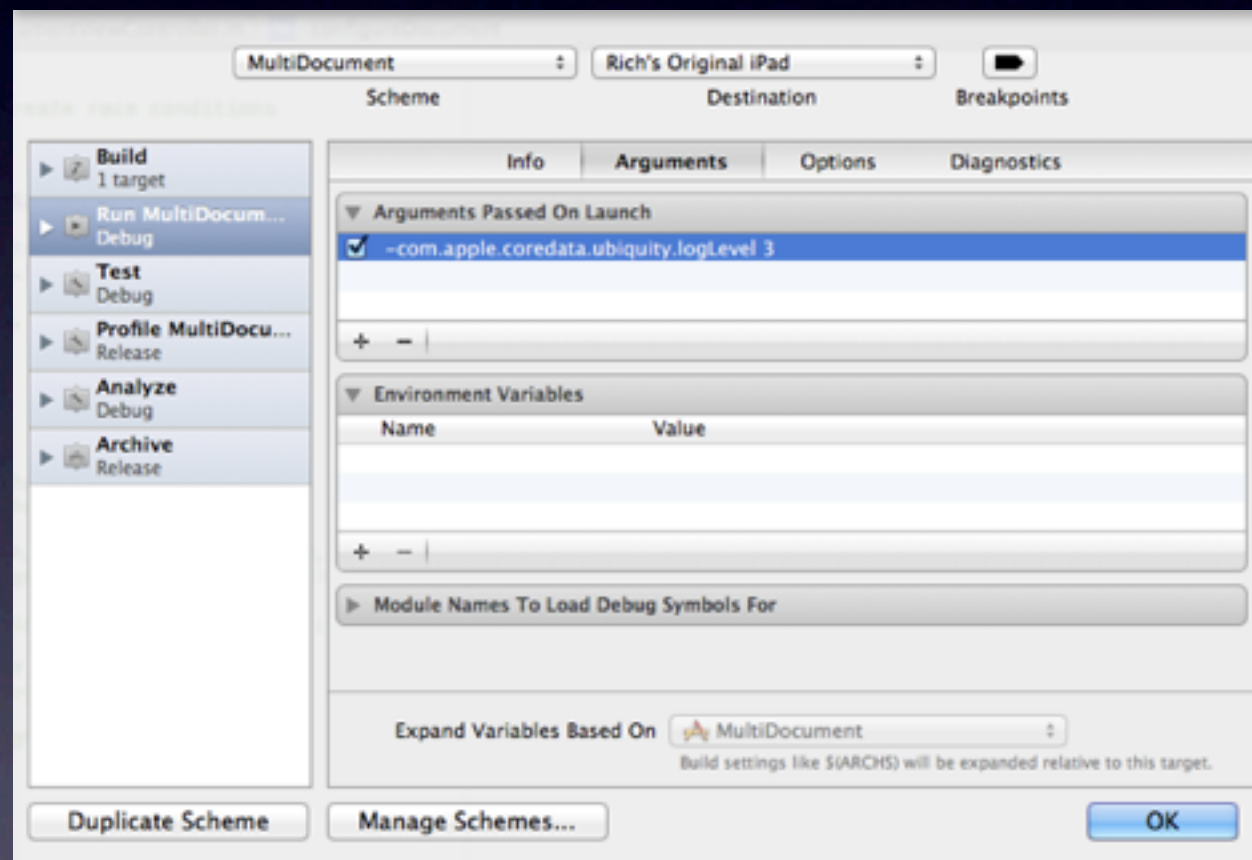 MultiDocument Rich's Original iPad
Scheme Destination Breakpoints
Build
1 target
Run MultiDocum...
Debug
Test
Debug
Profile MultiDocu...
Release
Analyze
Debug
Archive
Release
Info Arguments Options Diagnostics
Arguments Passed On Launch
-com.apple.coredata.ubiquity.logLevel 3
+ -
Environment Variables
Name Value
+ -
Module Names To Load Debug Symbols For
Expand Variables Based On MultiDocument
Build settings like $(ARCHS) will be expanded relative to this target.
Duplicate Scheme Manage Schemes... OK